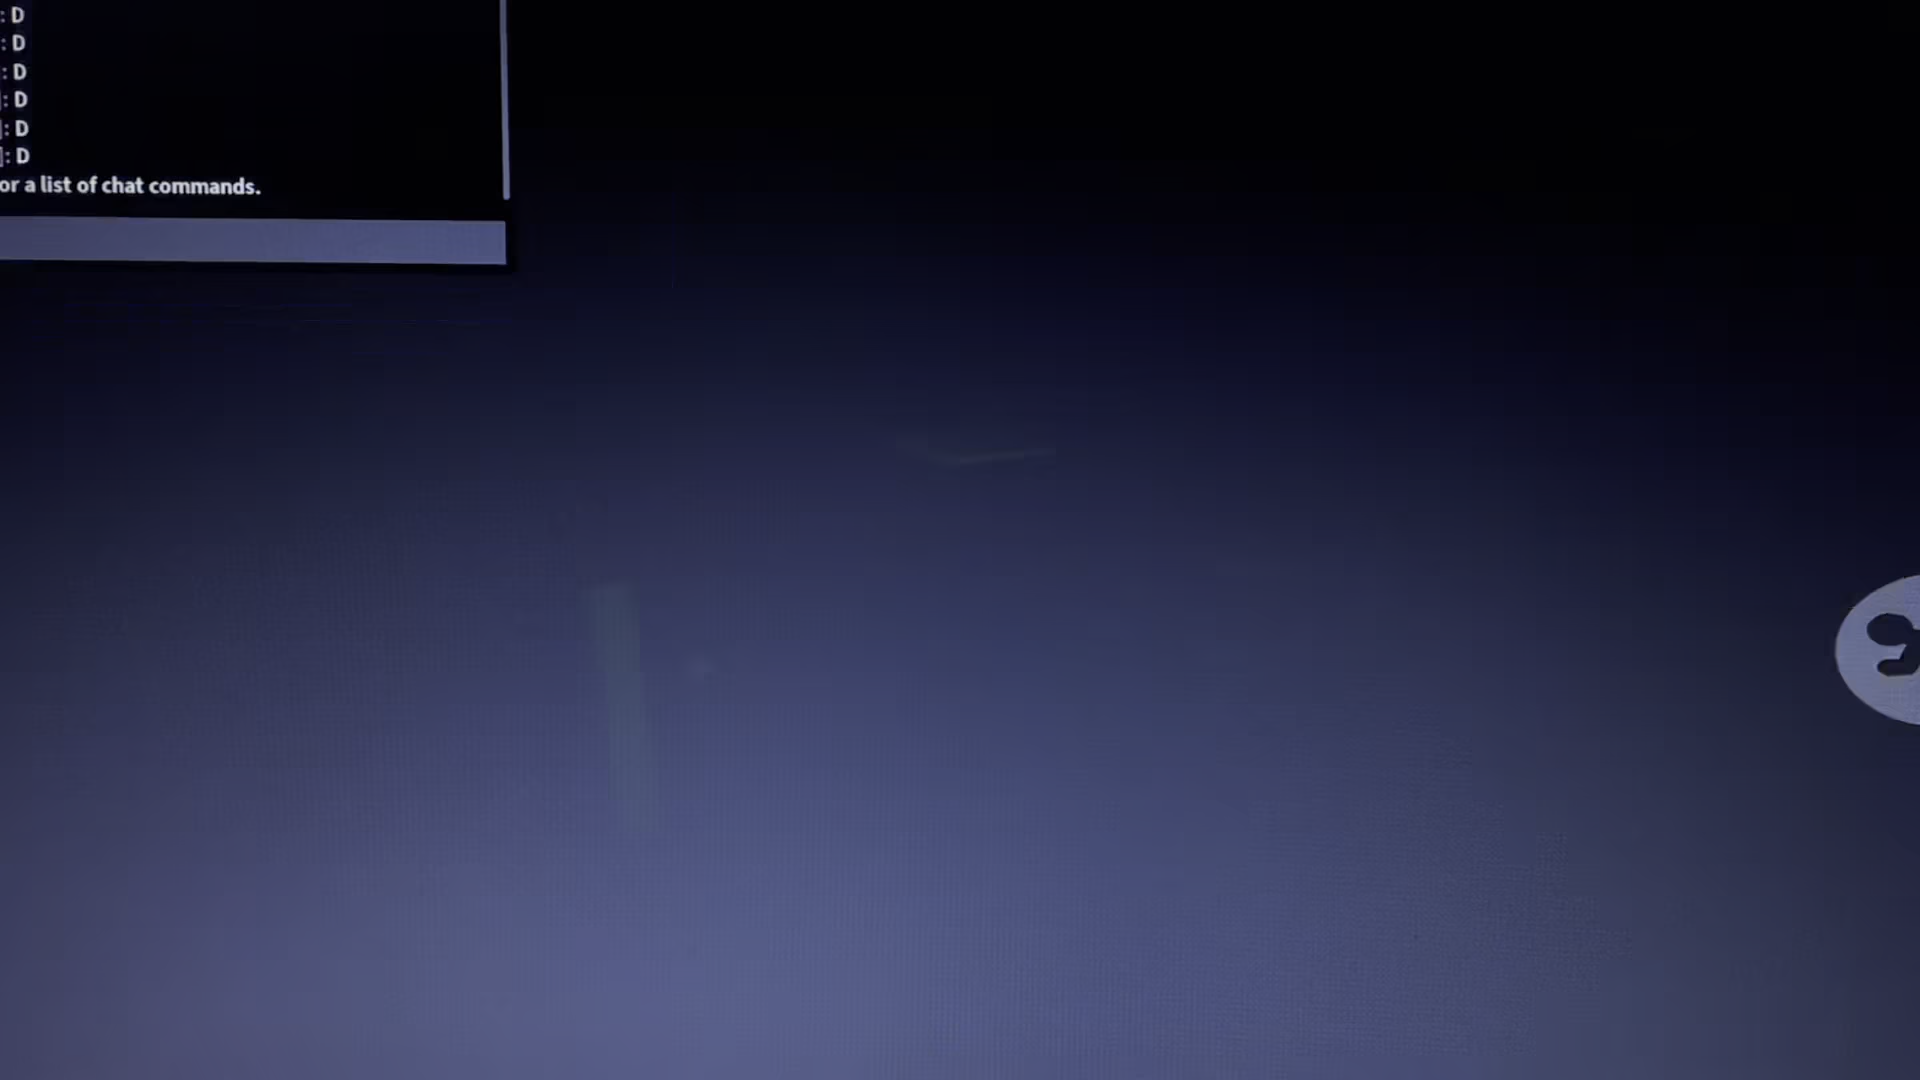 : D
: D
: D
]: D
]: D
]: D
or a list of chat commands.